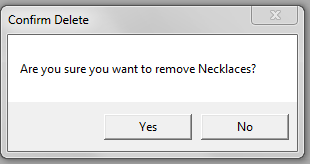 Confirm Delete
Are you sure you want to remove Necklaces?
Yes
No